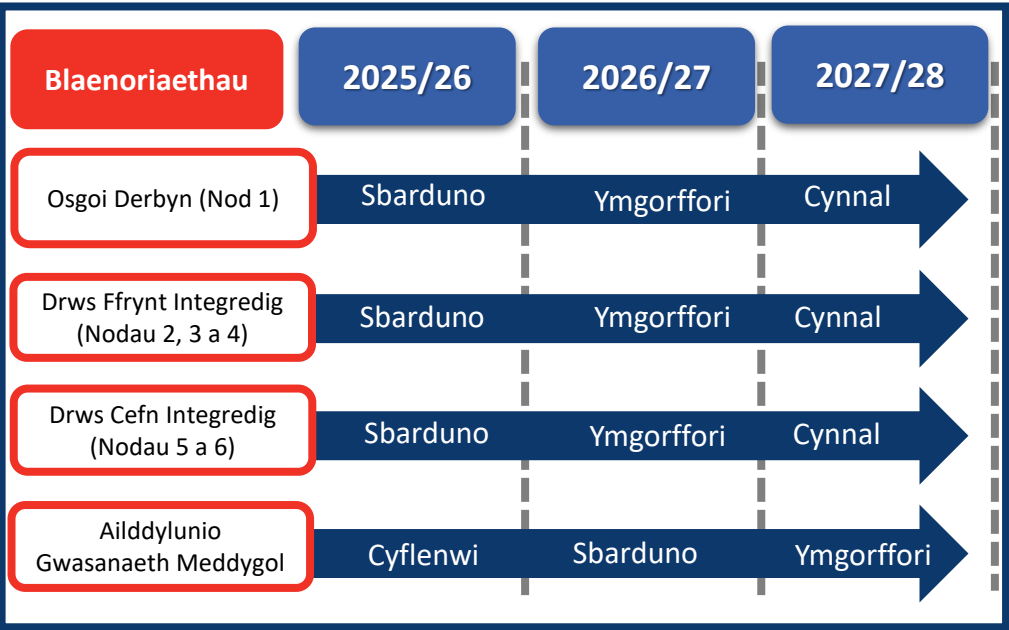 Blaenoriaethau
2025/26
2026/27
2027/28
Osgoi Derbyn (Nod 1)
Sbarduno
Ymgorffori
Cynnal
Drws Ffrynt Integredig
(Nodau 2, 3 a 4)
Sbarduno
Ymgorffori
Cynnal
Drws Cefn Integredig
(Nodau 5 a 6)
Sbarduno
Ymgorffori
Cynnal
Ailddylunio
Gwasanaeth Meddygol
Cyflenwi
Sbarduno
Ymgorffori